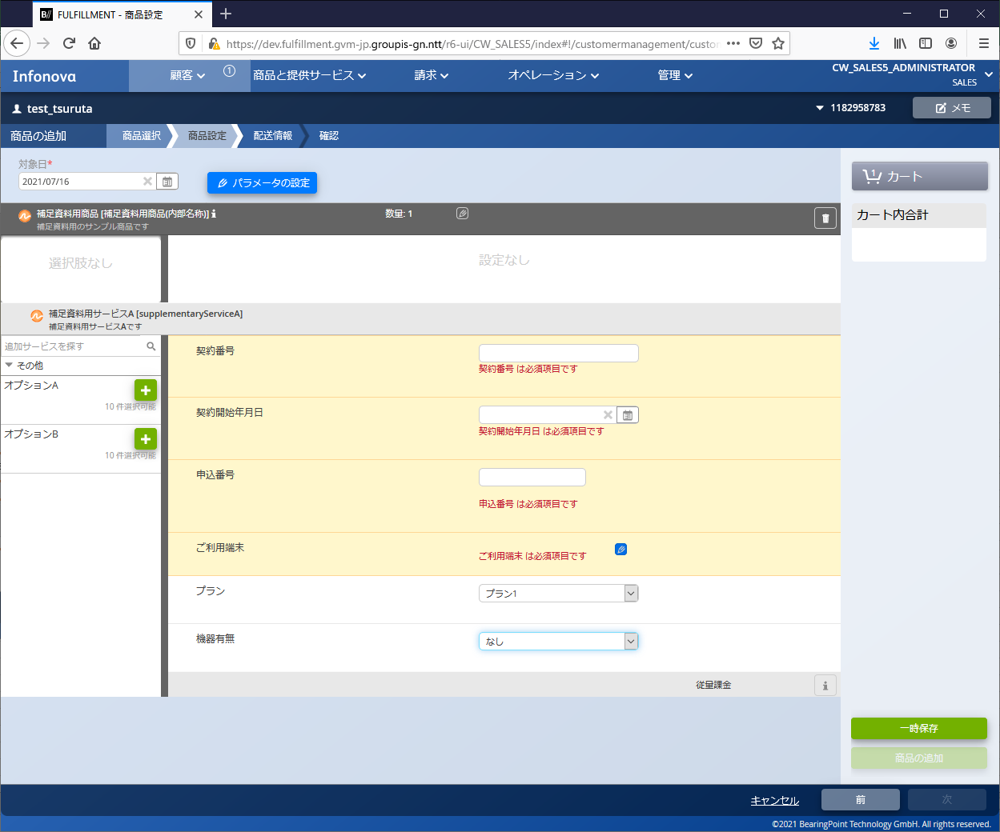 FULFILLMENT - 商品設定
https://dev.fulfillment.gvm-jp.groupis-gn.ntt/r6-ui/CW_SALES5/index#!/customermanagement/custo
Infonova
顧客
1
商品と提供サービス
請求
オペレーション
管理
CW_SALES5_ADMINISTRATOR
SALES
test_tsuruta
1182958783
メモ
商品の追加
商品選択
商品設定
配送情報
確認
対象日*
2021/07/16
パラメータの設定
1
カート
カート内合計
補足資料用商品 [補足資料用商品(内部名称)]
数量: 1
補足資料用のサンプル商品です
選択肢なし
設定なし
補足資料用サービスA [supplementaryServiceA]
補足資料用サービスAです
追加サービスを探す
その他
オプションA
10 件選択可能
オプションB
10 件選択可能
契約番号
契約番号 は必須項目です
契約開始年月日
契約開始年月日 は必須項目です
申込番号
申込番号 は必須項目です
ご利用端末
ご利用端末 は必須項目です
プラン
プラン1
機器有無
なし
従量課金
一時保存
商品の追加
キャンセル
前
次
©2021 BearingPoint Technology GmbH. All rights reserved.